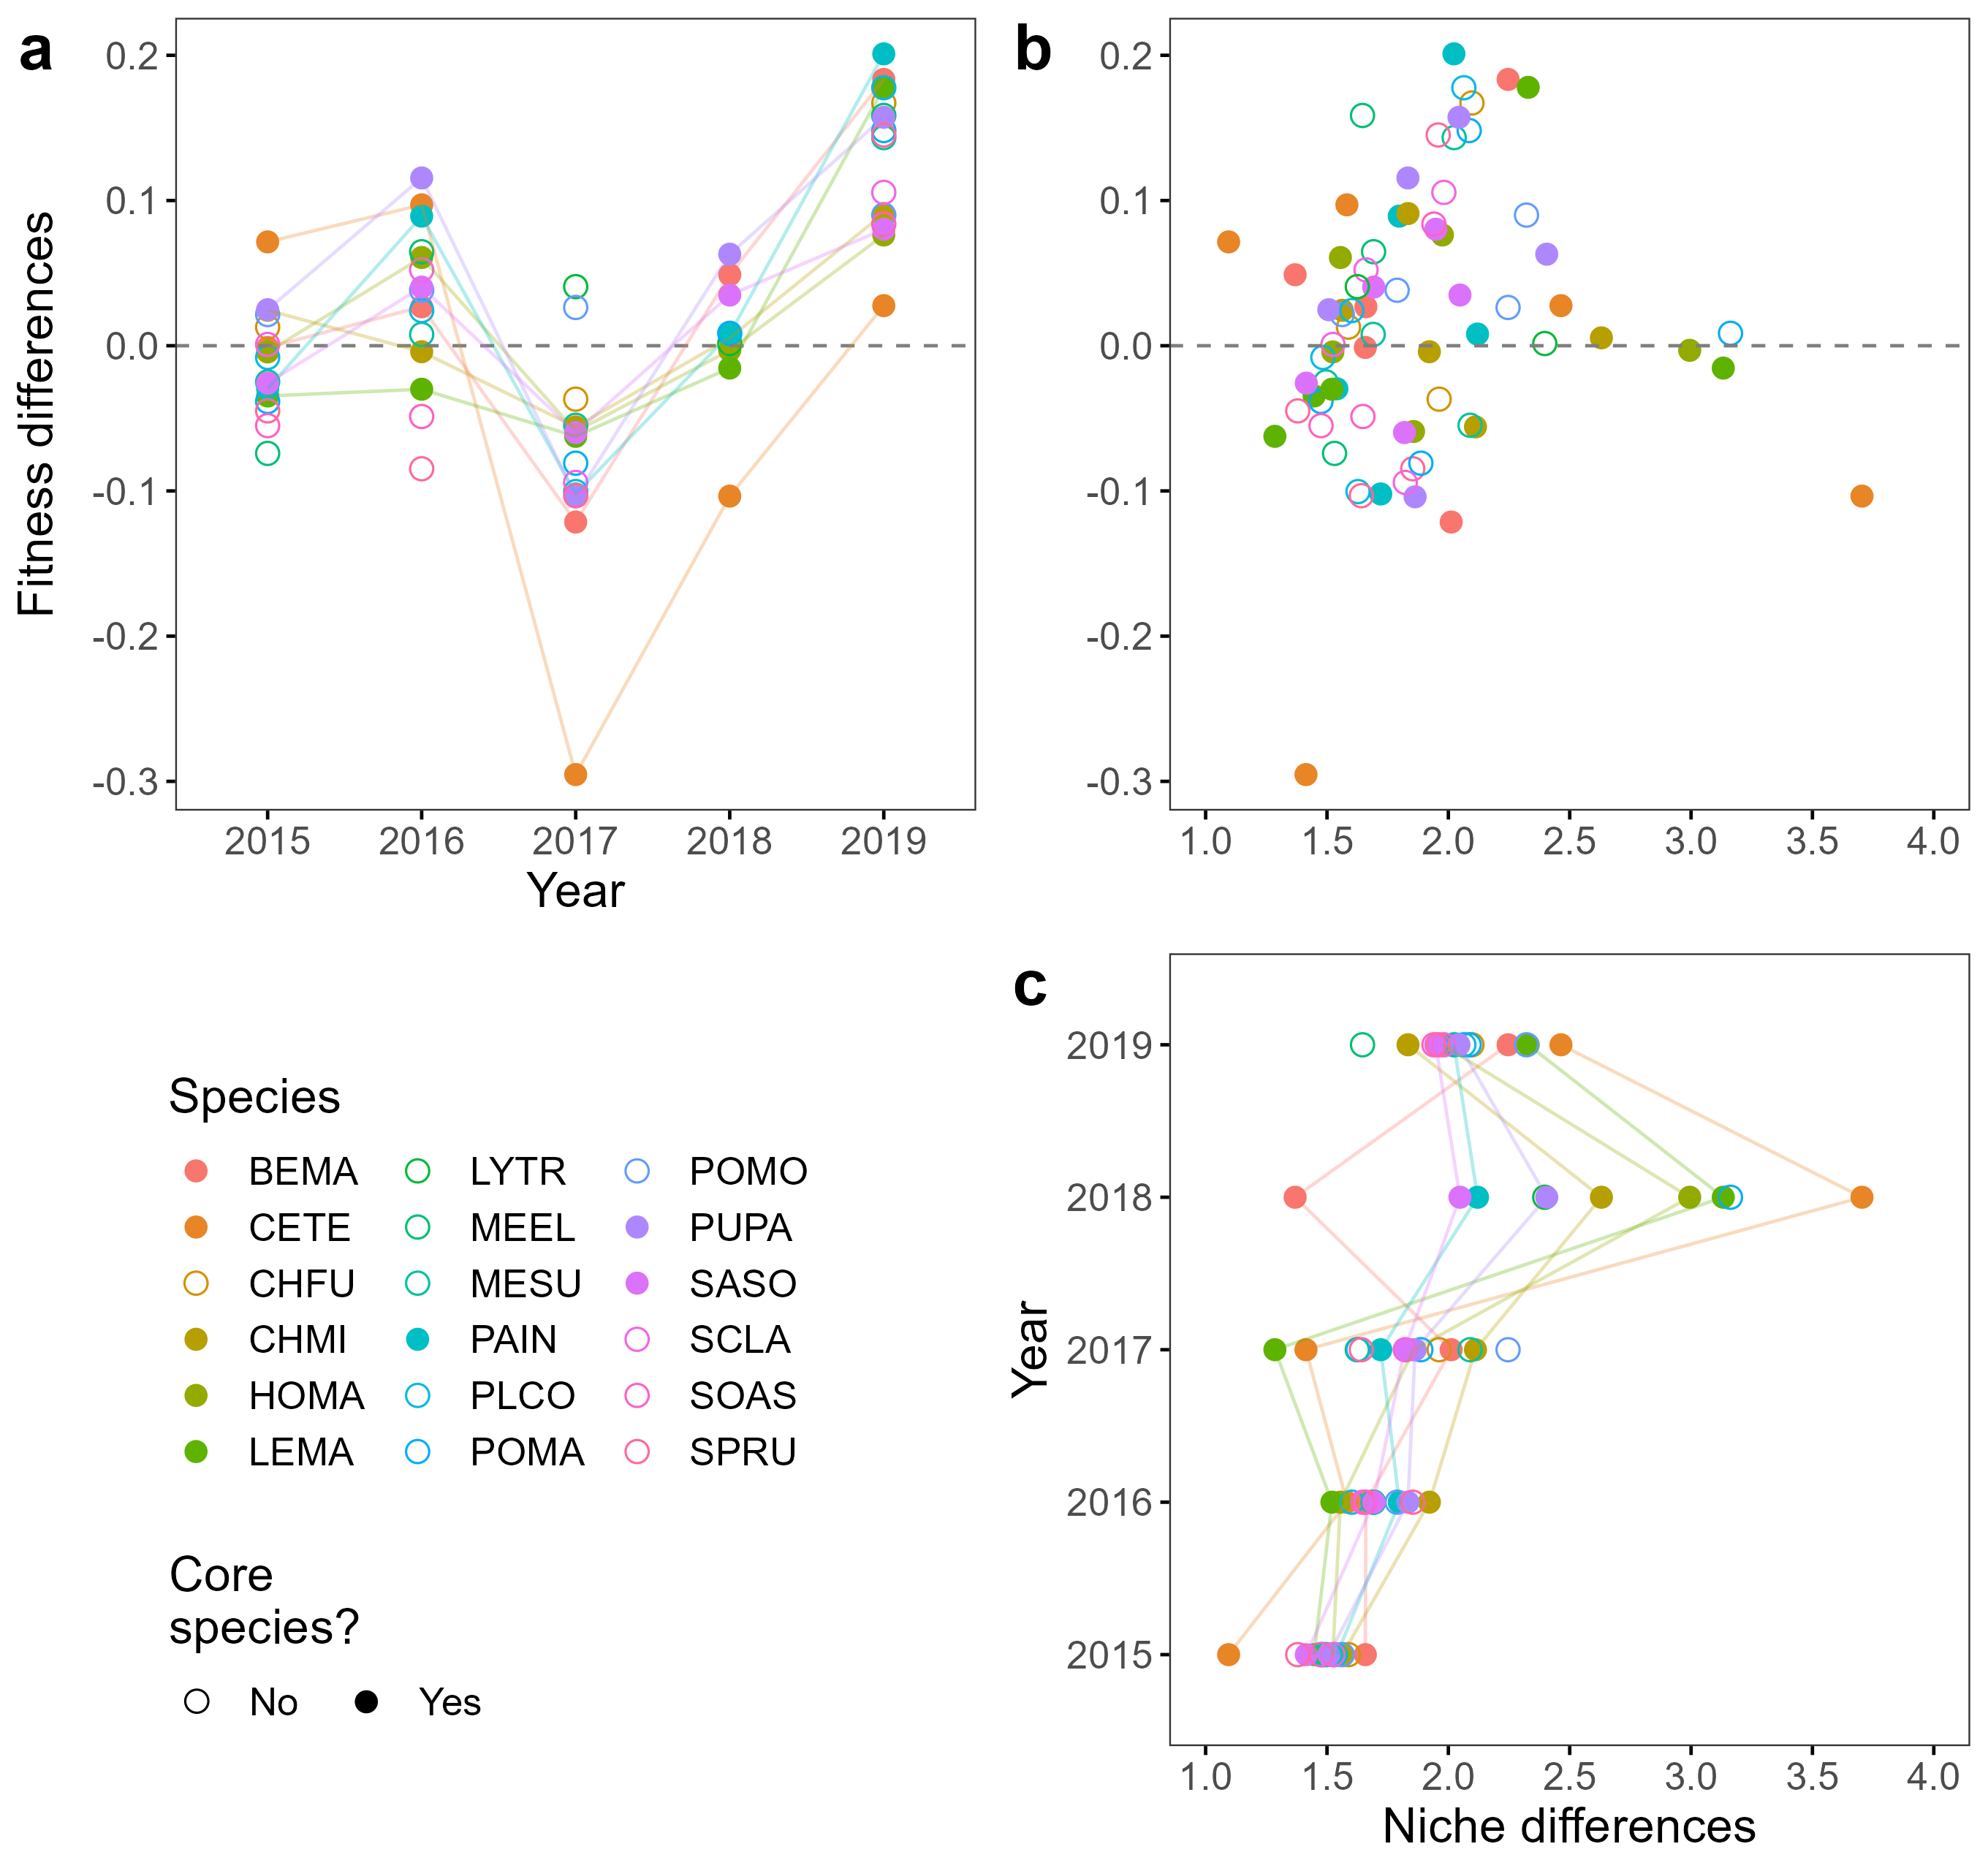 a
0.2
0.1
0.0
-0.1
-0.2
-0.3
Fitness differences
2015 2016 2017 2018 2019
Year
b
0.2
0.1
0.0
-0.1
-0.2
-0.3
1.0 1.5 2.0 2.5 3.0 3.5 4.0
Species
BEMA LYTR POMO
CETE MEEL PUPA
CHFU MESU SASO
CHMI PAIN SCLA
HOMA PLCO SOAS
LEMA POMA SPRU
Core
species?
No Yes
c
2019
2018
2017
2016
2015
Year
1.0 1.5 2.0 2.5 3.0 3.5 4.0
Niche differences